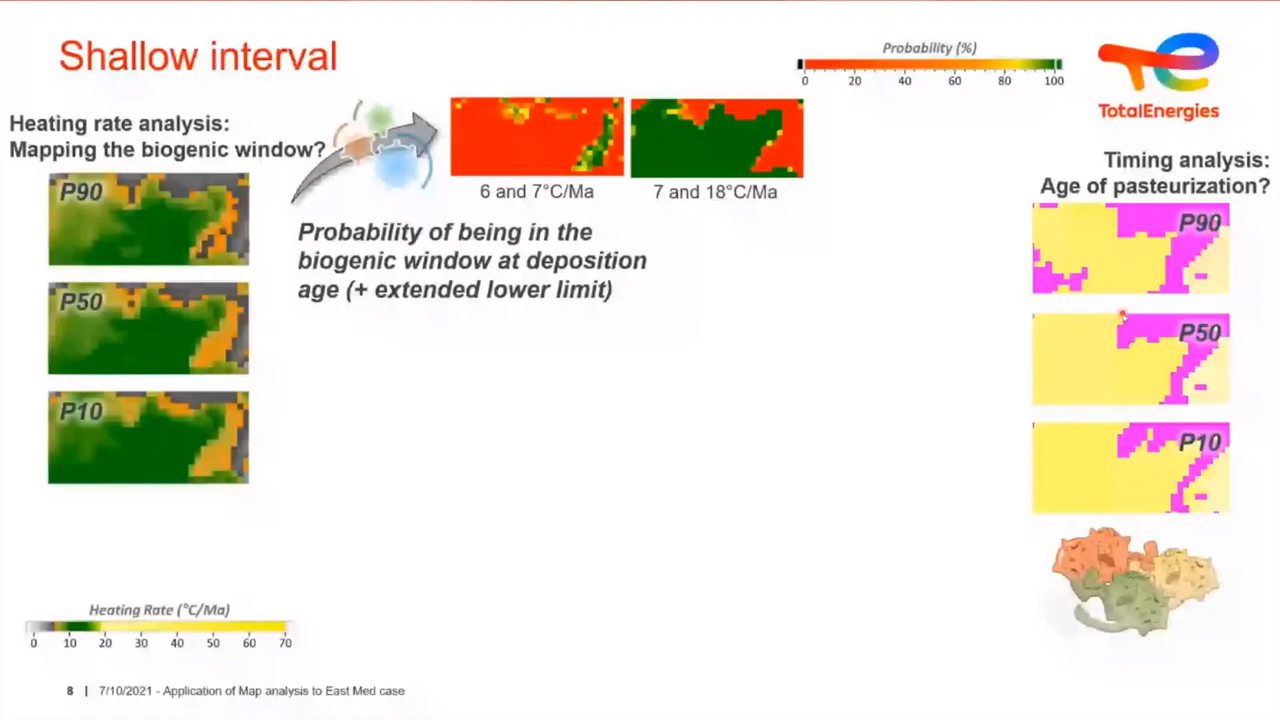 Shallow interval
Probability (%)
0 20 40 60 80 100
TotalEnergies
Heating rate analysis:
Mapping the biogenic window?
P90
P50
P10
6 and 7°C/Ma
7 and 18°C/Ma
Probability of being in the
biogenic window at deposition
age (+ extended lower limit)
Timing analysis:
Age of pasteurization?
P90
P50
P10
Heating Rate (°C/Ma)
0 10 20 30 40 50 60 70
8 | 7/10/2021 - Application of Map analysis to East Med case